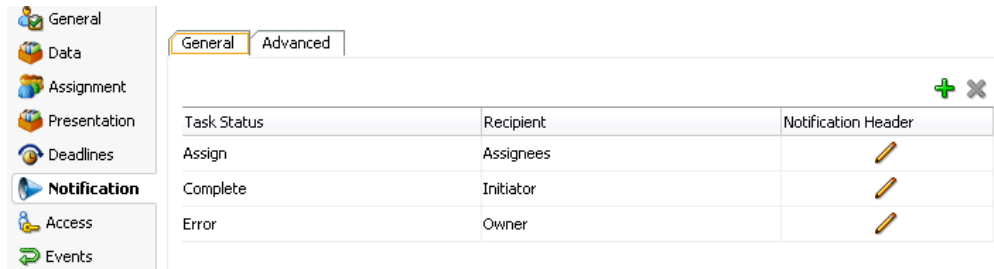 General
Data
Assignment
Presentation
Deadlines
Notification
Access
Events
General Advanced
Task Status Recipient Notification Header
Assign Assignees
Complete Initiator
Error Owner